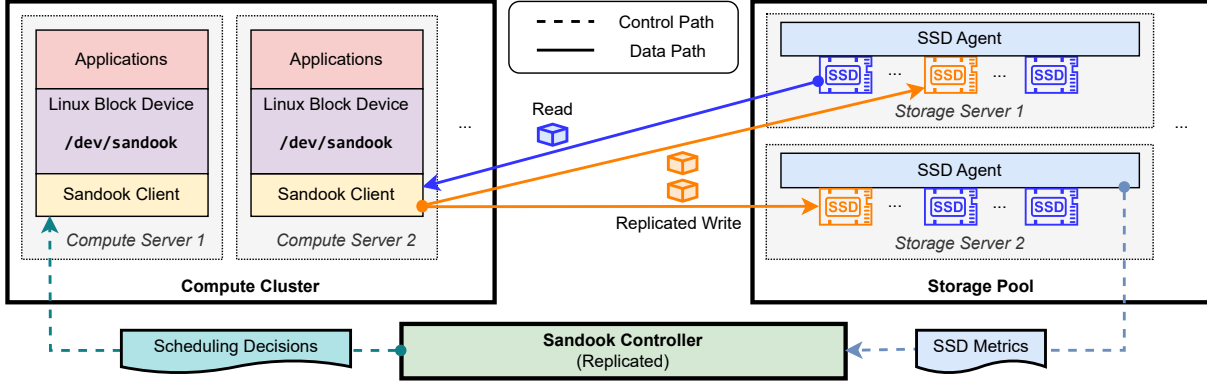 Applications
Linux Block Device
/dev/sandook
Sandook Client
Compute Server 1
Applications
Linux Block Device
/dev/sandook
Sandook Client
Compute Server 2
...
Compute Cluster
Control Path
Data Path
Read
Replicated Write
SSD Agent
SSD ... SSD ... SSD
Storage Server 1
...
SSD Agent
SSD ... SSD ... SSD
Storage Server 2
Storage Pool
Scheduling Decisions
Sandook Controller
(Replicated)
SSD Metrics